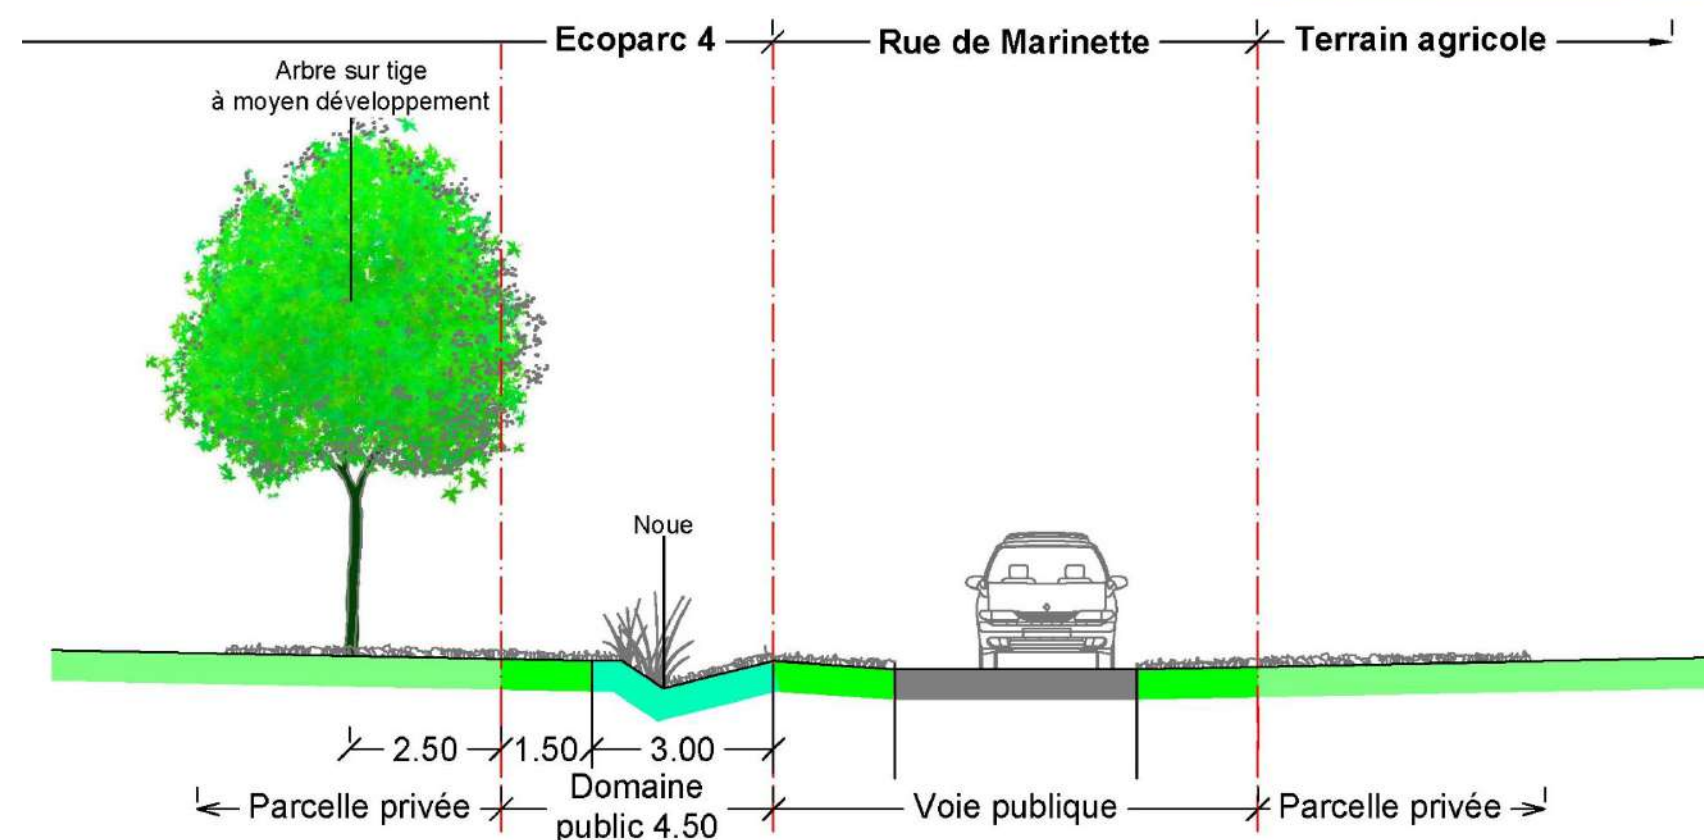 Ecoparc 4
Rue de Marinette
Terrain agricole
Arbre sur tige
à moyen développement
Noue
2.50
1.50
3.00
Parcelle privée
Domaine
public 4.50
Voie publique
Parcelle privée